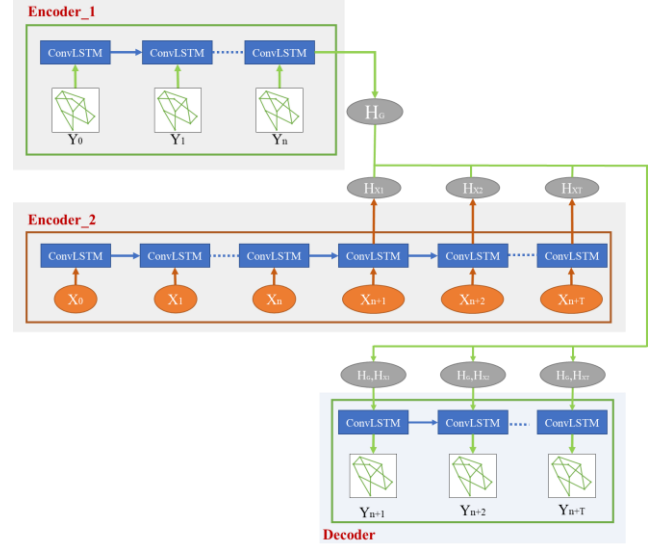 Encoder_1
ConvLSTM ConvLSTM ConvLSTM
Y0 Y1 Yn
HG
HX1 HX2 HXT
Encoder_2
ConvLSTM ConvLSTM ConvLSTM ConvLSTM ConvLSTM ConvLSTM
X0 X1 Xn Xn+1 Xn+2 Xn+T
HG,HX1 HG,HX2 HG,HXT
ConvLSTM ConvLSTM ConvLSTM
Yn+1 Yn+2 Yn+T
Decoder